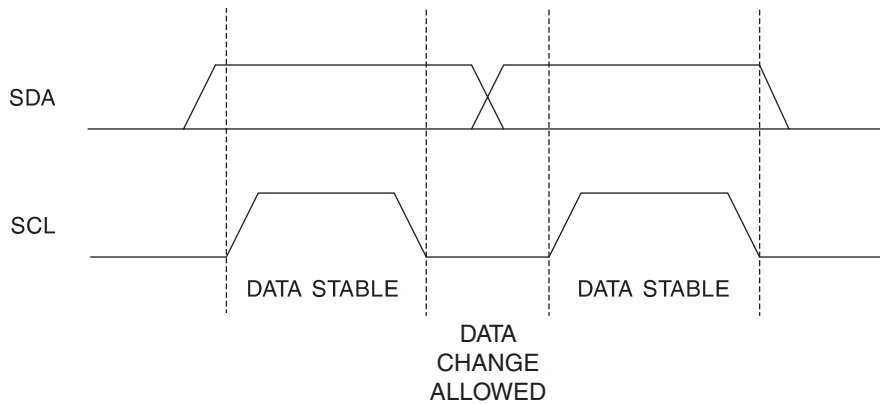 SDA
SCL
DATA STABLE
DATA STABLE
DATA
CHANGE
ALLOWED